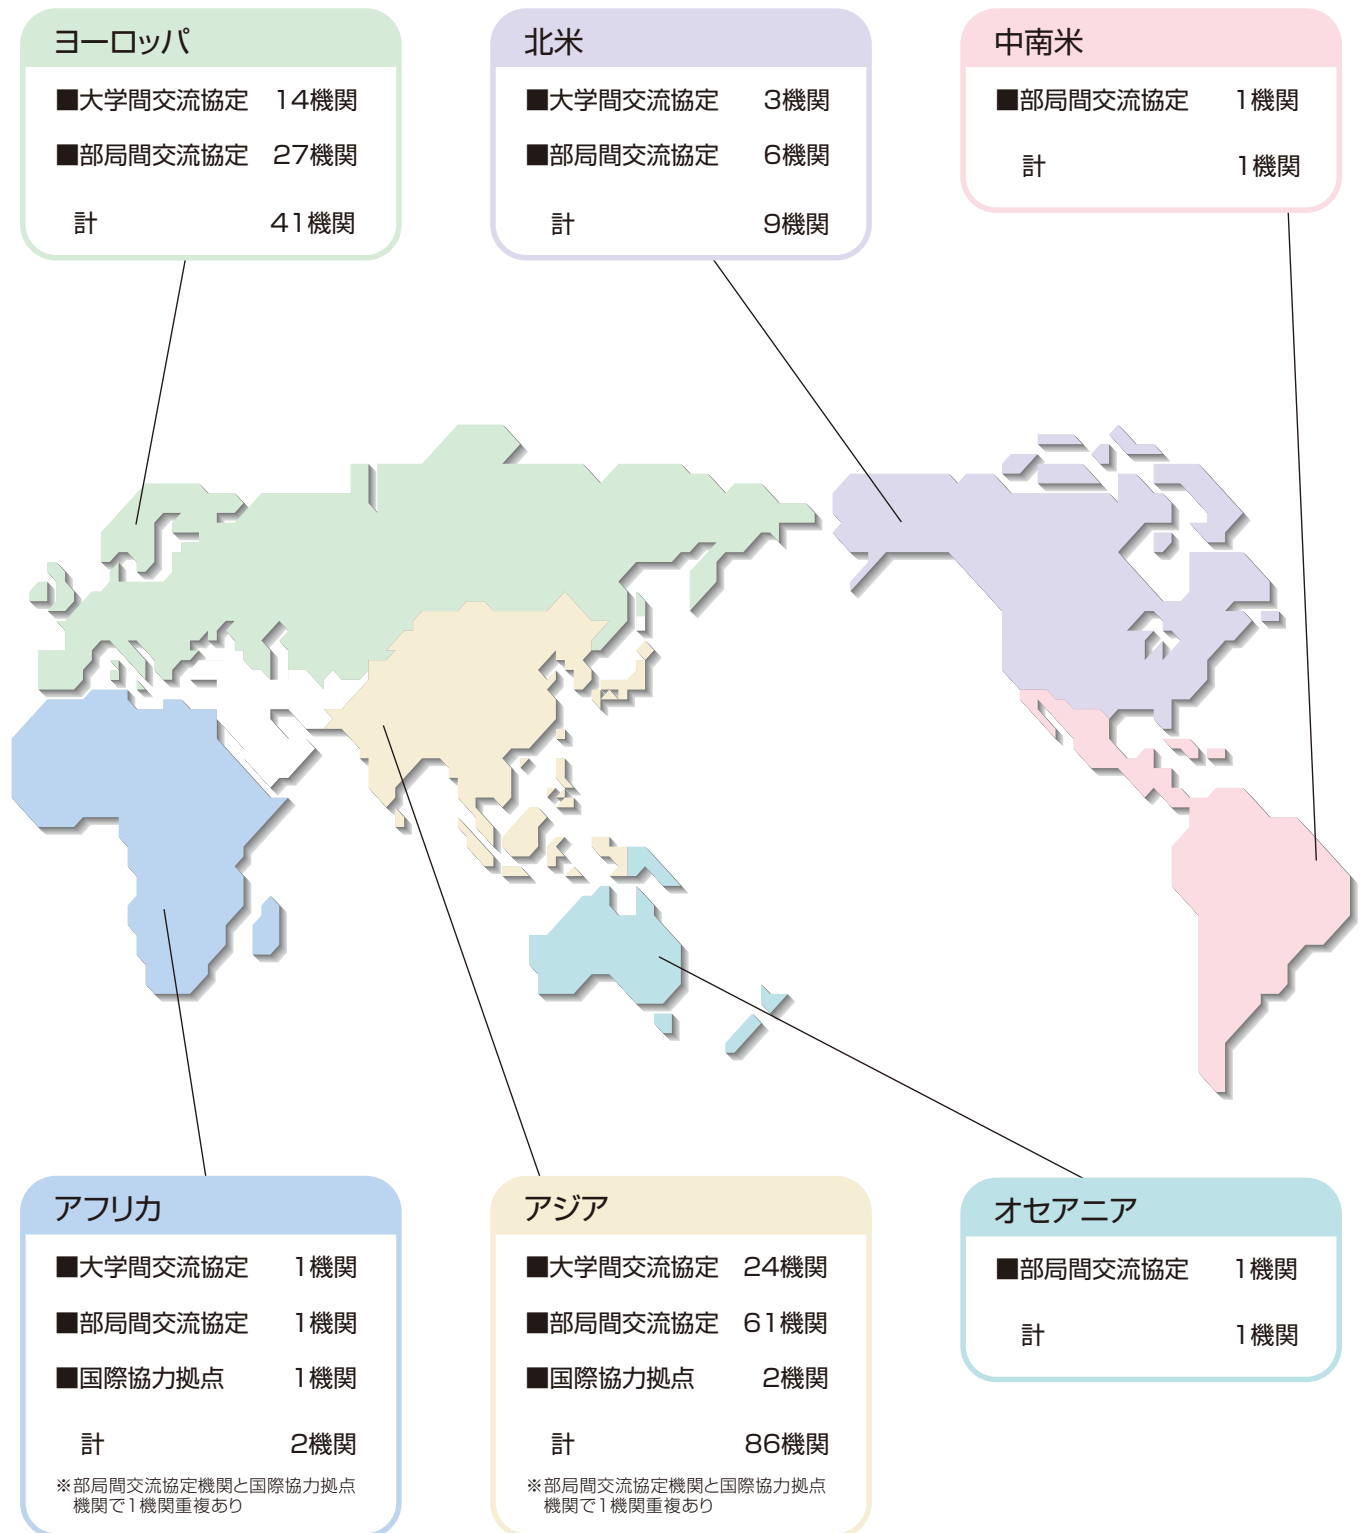 ヨーロッパ
■大学間交流協定 14機関
■部局間交流協定 27機関
計 41機関
北米
■大学間交流協定 3機関
■部局間交流協定 6機関
計 9機関
中南米
■部局間交流協定 1機関
計 1機関
アフリカ
■大学間交流協定 1機関
■部局間交流協定 1機関
■国際協力拠点 1機関
計 2機関
※部局間交流協定機関と国際協力拠点
機関で1機関重複あり
アジア
■大学間交流協定 24機関
■部局間交流協定 61機関
■国際協力拠点 2機関
計 86機関
※部局間交流協定機関と国際協力拠点
機関で1機関重複あり
オセアニア
■部局間交流協定 1機関
計 1機関